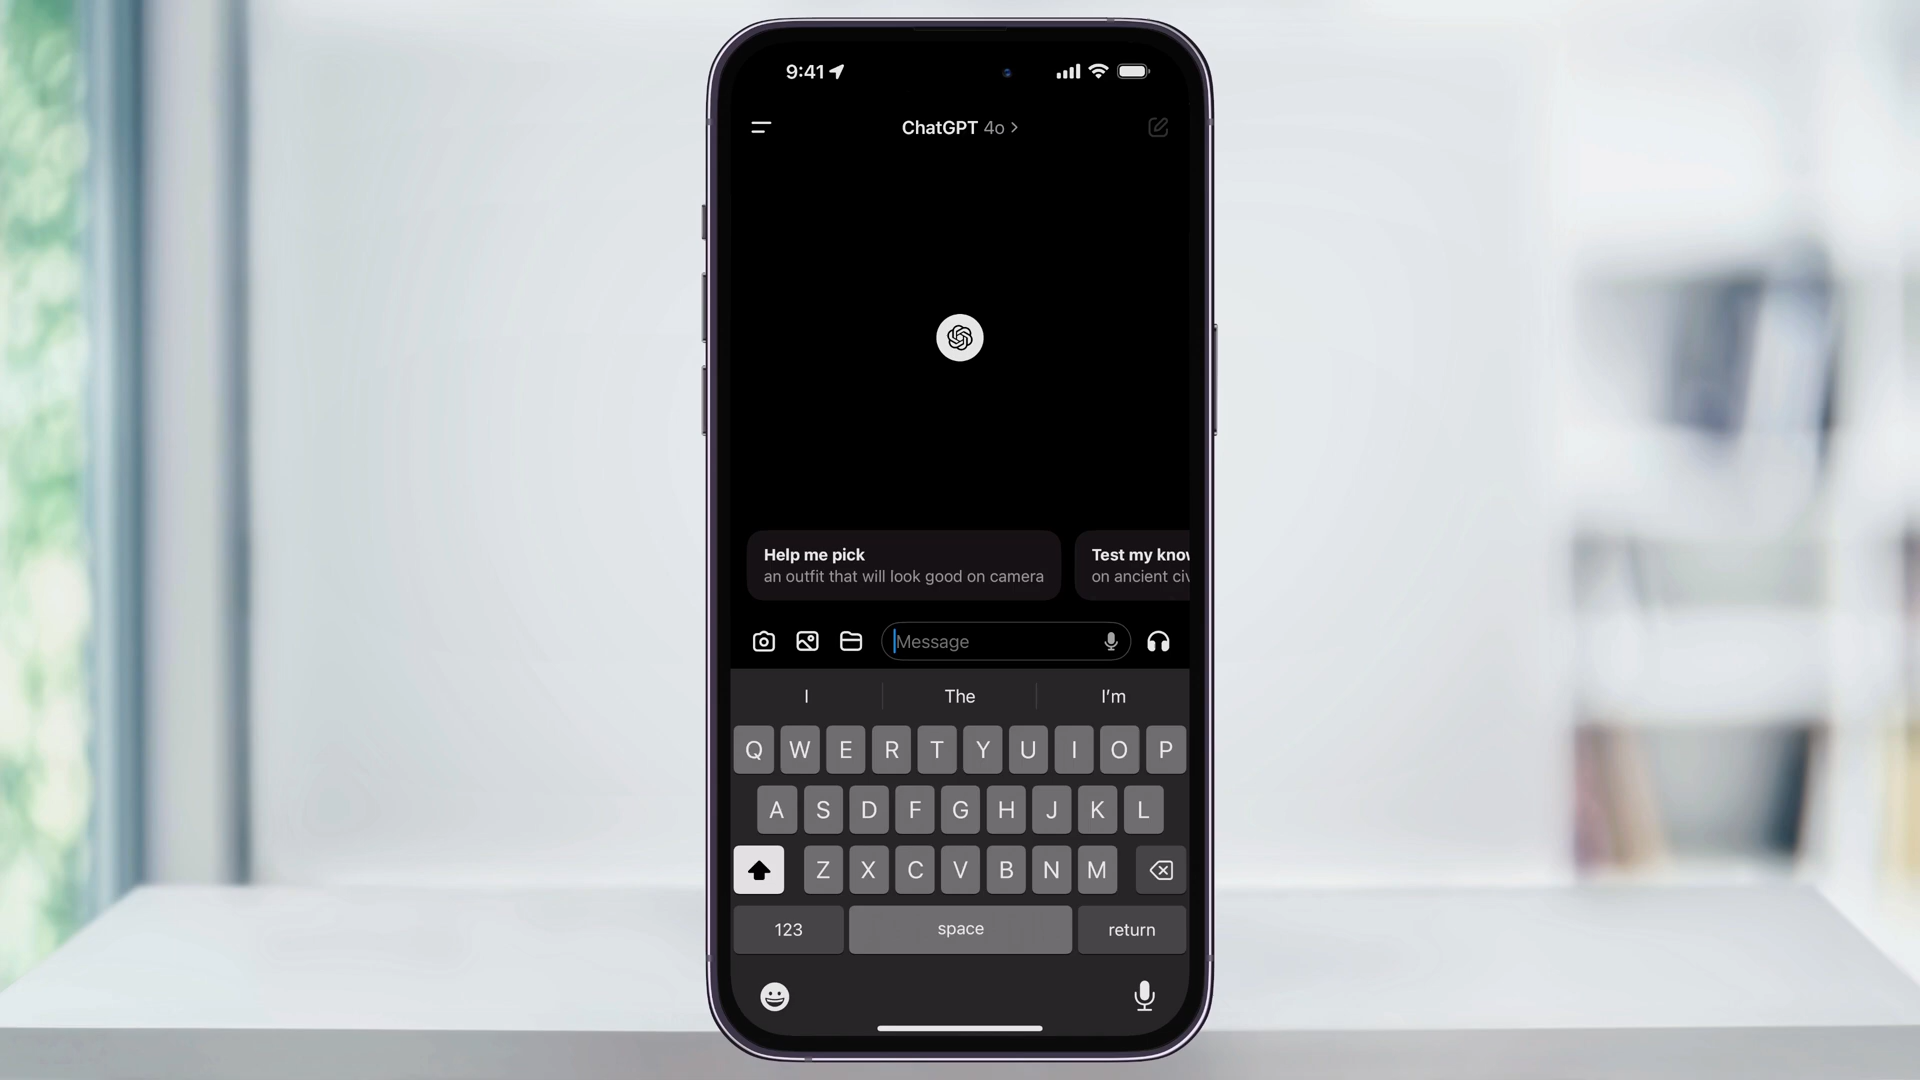 9:41
ChatGPT 4o >
Help me pick
an outfit that will look good on camera
Test my know
on ancient civ
Message
I The I'm
Q W E R T Y U I O P
A S D F G H J K L
Z X C V B N M
123 space return